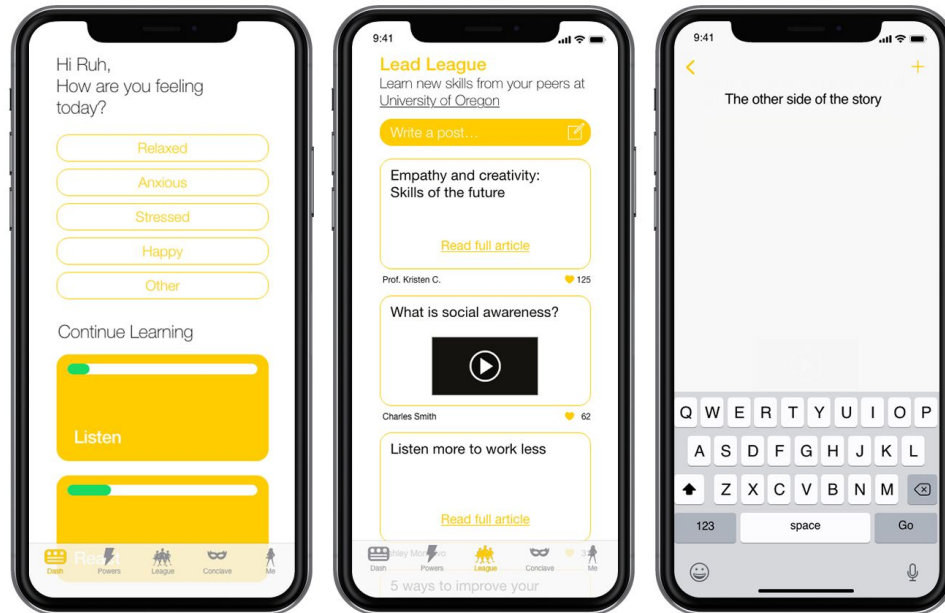 Hi Ruh,
How are you feeling
today?
Relaxed
Anxious
Stressed
Happy
Other
Continue Learning
Listen
React
Dash
Powers
League
Conclave
Me
9:41
Lead League
Learn new skills from your peers at
University of Oregon
Write a post...
Empathy and creativity:
Skills of the future
Read full article
Prof. Kristen C.
125
What is social awareness?
Charles Smith
62
Listen more to work less
Read full article
5 ways to improve your
Dash
Powers
League
Conclave
Me
9:41
The other side of the story
Q W E R T Y U I O P
A S D F G H J K L
Z X C V B N M
123 space Go